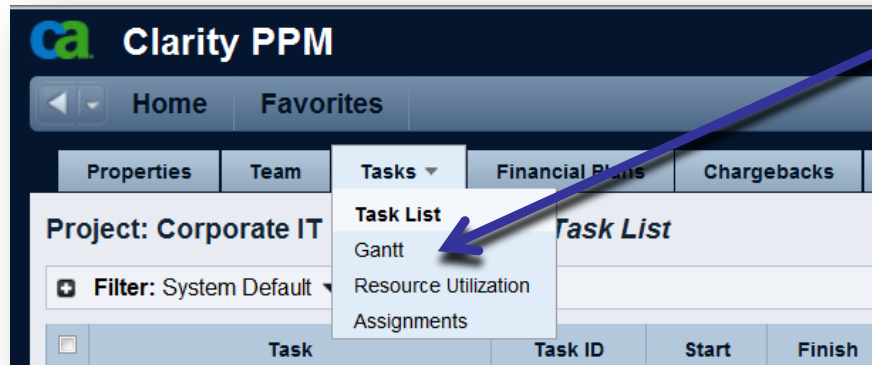 ca Clarity PPM
Home Favorites
Properties Team Tasks Financial Plans Chargebacks
Task List
Project: Corporate IT Task List
Gantt
Filter: System Default
Resource Utilization
Assignments
Task Task ID Start Finish